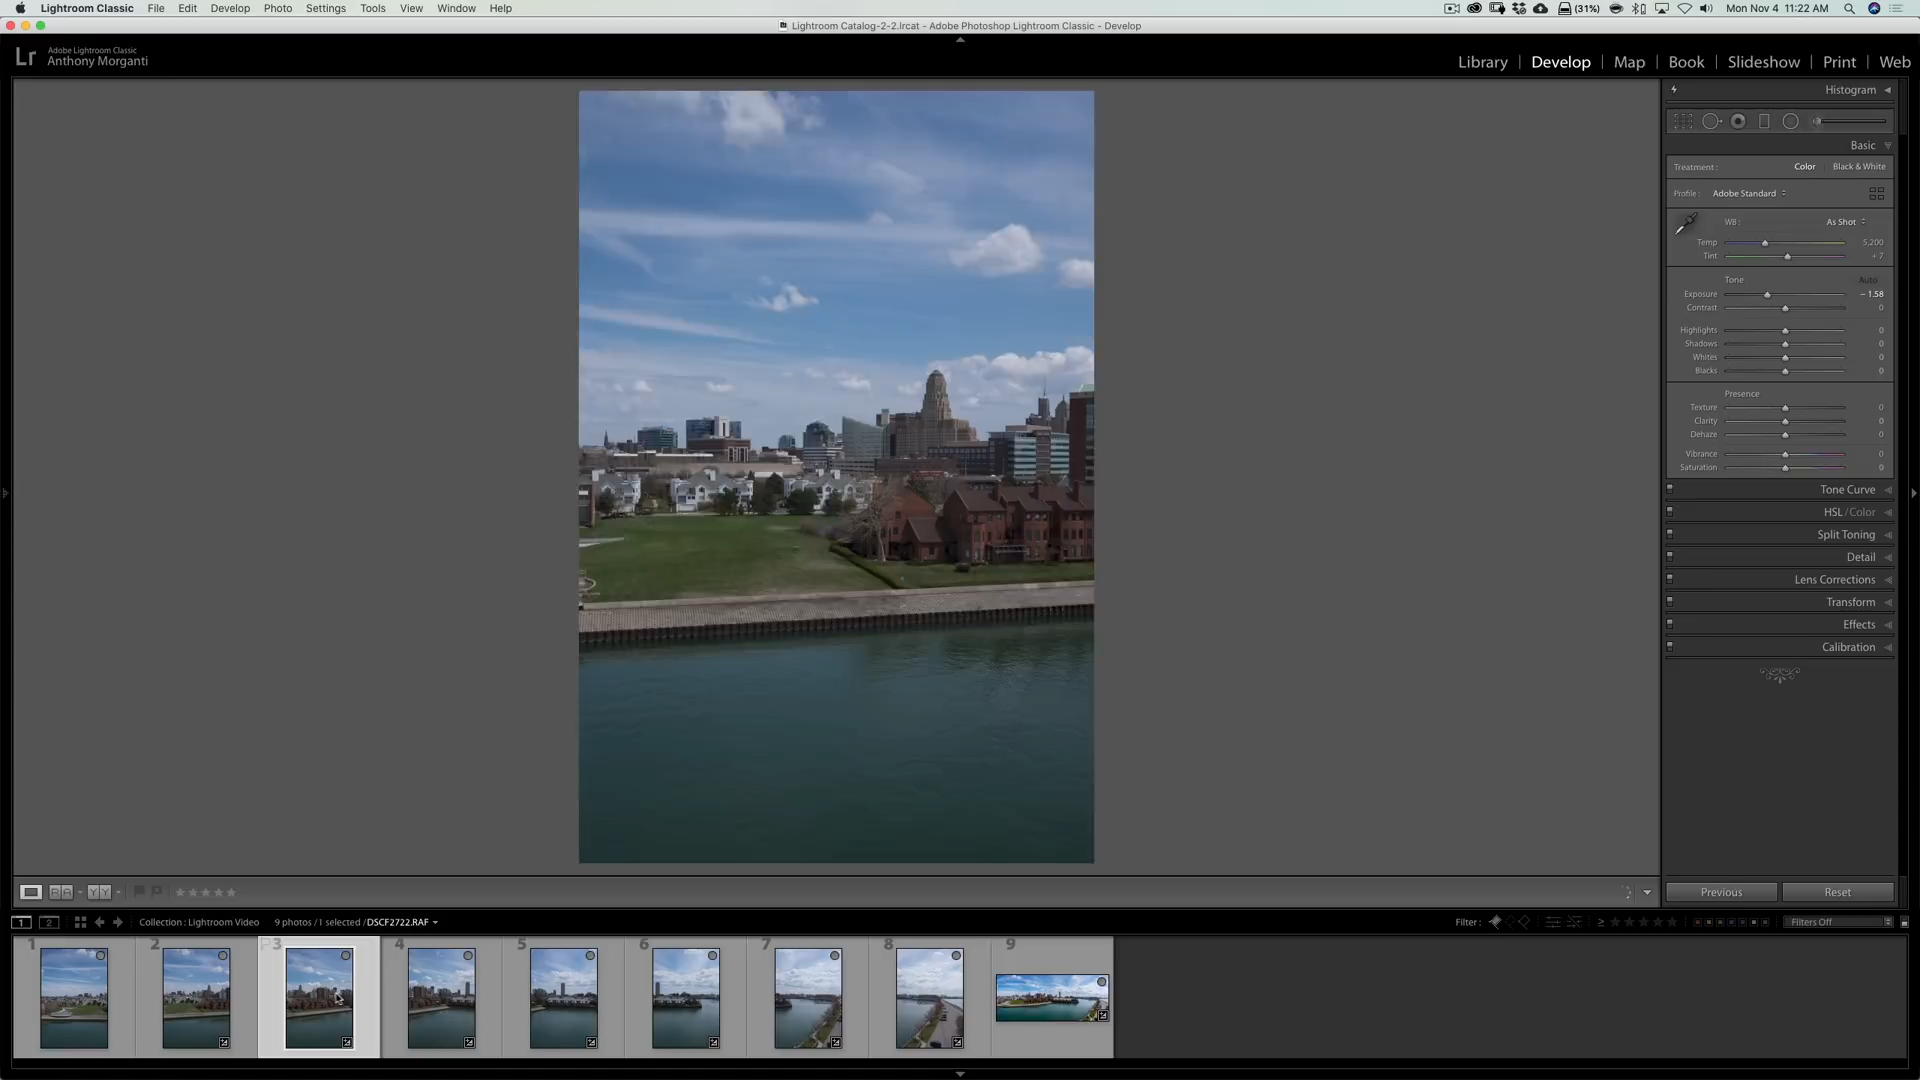 Lightroom Classic File Edit Develop Photo Settings Tools View Window Help (31%) Mon Nov 4 11:22 AM
Lightroom Catalog-2-2.lrcat - Adobe Photoshop Lightroom Classic - Develop
Lr Adobe Lightroom Classic
Anthony Morganti
Library | Develop | Map | Book | Slideshow | Print | Web
Histogram
Basic
Treatment : Color Black & White
Profile : Adobe Standard
WB : As Shot
Temp 5,200
Tint + 7
Tone Auto
Exposure – 1.58
Contrast 0
Highlights 0
Shadows 0
Whites 0
Blacks 0
Presence
Texture 0
Clarity 0
Dehaze 0
Vibrance 0
Saturation 0
Tone Curve
HSL / Color
Split Toning
Detail
Lens Corrections
Transform
Effects
Calibration
Previous Reset
1 2 Collection : Lightroom Video 9 photos / 1 selected / DSCF2722.RAF Filter : ≥ Filters Off
1 2 3 4 5 6 7 8 9